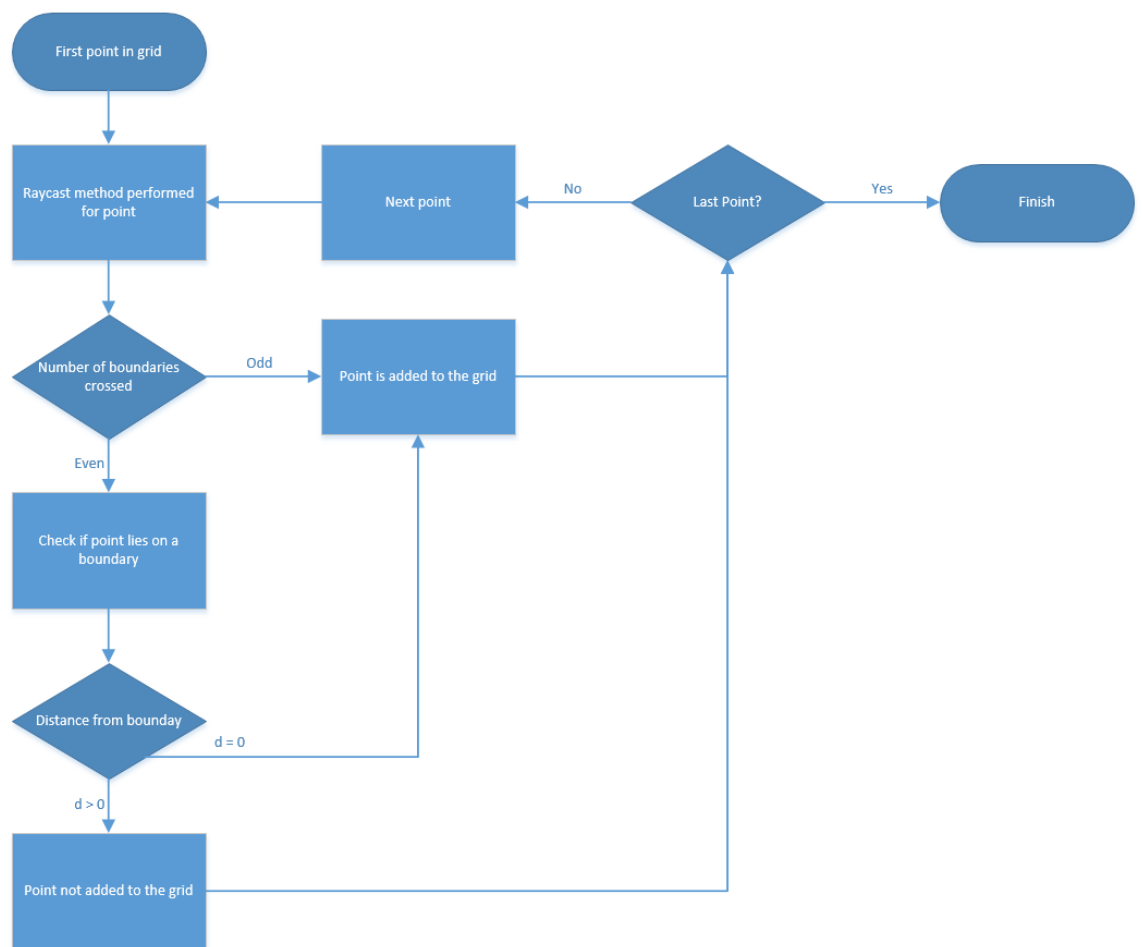 First point in grid
Raycast method performed
for point
Next point
No
Last Point?
Yes
Finish
Number of boundaries
crossed
Odd
Point is added to the grid
Even
Check if point lies on a
boundary
Distance from bounday
d = 0
d > 0
Point not added to the grid